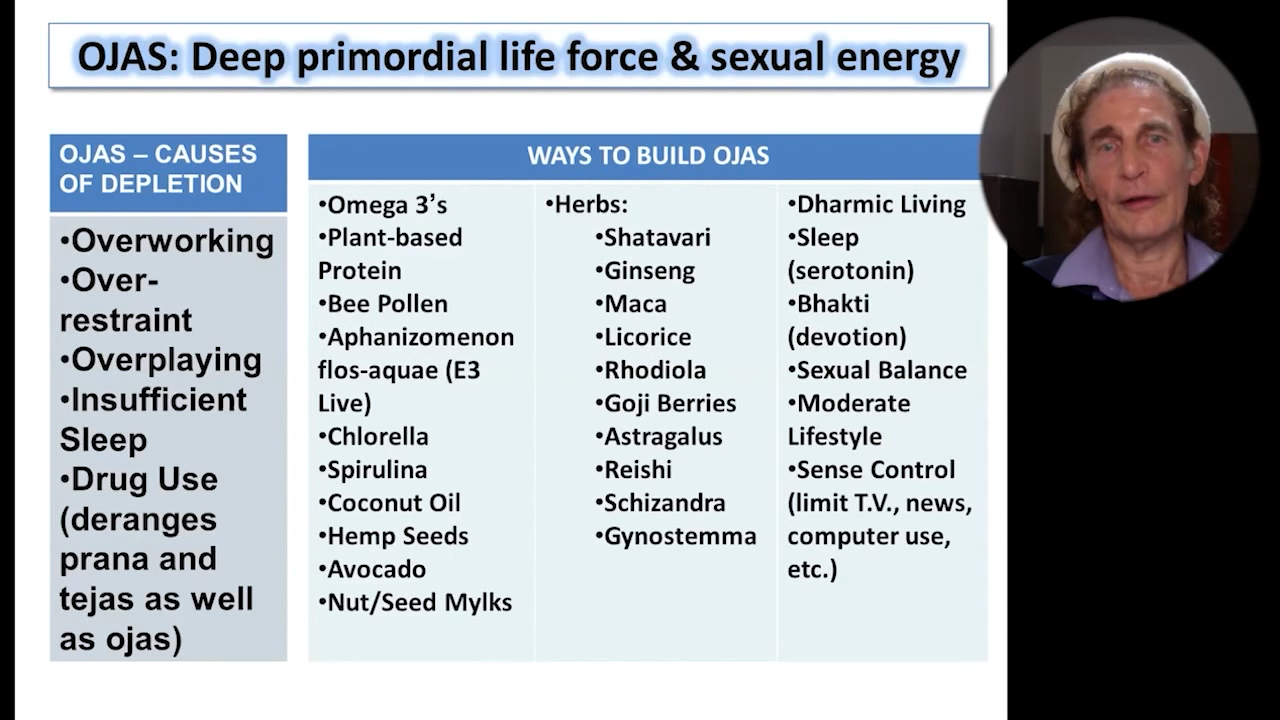 OJAS: Deep primordial life force & sexual energy
OJAS – CAUSES
OF DEPLETION
•Overworking
•Over-
restraint
•Overplaying
•Insufficient
Sleep
•Drug Use
(deranges
prana and
tejas as well
as ojas)
WAYS TO BUILD OJAS
•Omega 3’s
•Plant-based
Protein
•Bee Pollen
•Aphanizomenon
flos-aquae (E3
Live)
•Chlorella
•Spirulina
•Coconut Oil
•Hemp Seeds
•Avocado
•Nut/Seed Mylks
•Herbs:
•Shatavari
•Ginseng
•Maca
•Licorice
•Rhodiola
•Goji Berries
•Astragalus
•Reishi
•Schizandra
•Gynostemma
•Dharmic Living
•Sleep
(serotonin)
•Bhakti
(devotion)
•Sexual Balance
•Moderate
Lifestyle
•Sense Control
(limit T.V., news,
computer use,
etc.)